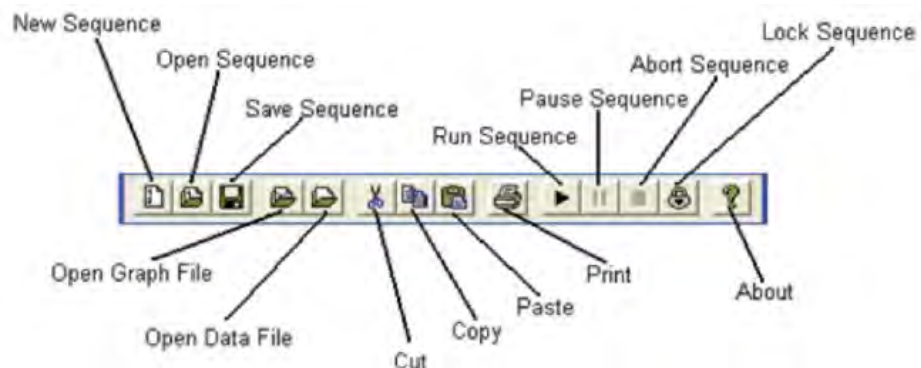 New Sequence
Open Sequence
Save Sequence
Lock Sequence
Abort Sequence
Pause Sequence
Run Sequence
Open Graph File
Open Data File
Cut
Copy
Paste
Print
About